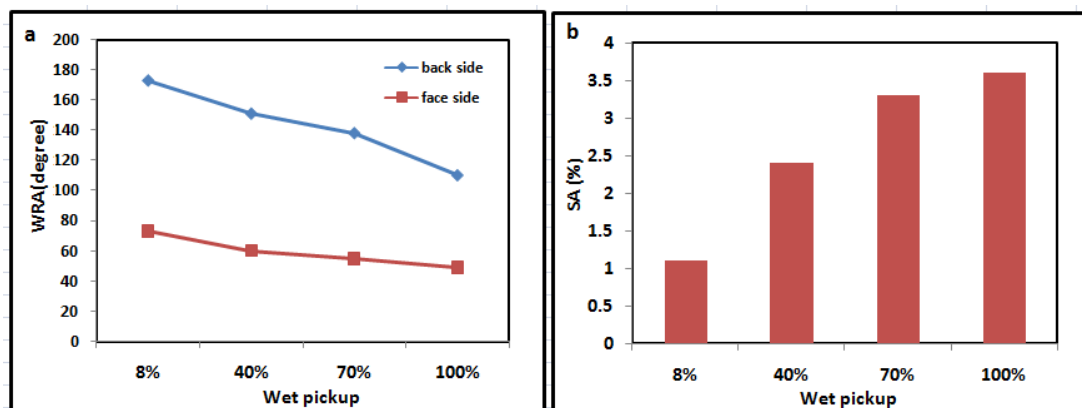 a
200
180
160
140
120
100
80
60
40
20
0
WRA(degree)
back side
face side
8% 40% 70% 100%
Wet pickup
b
4
3.5
3
2.5
2
1.5
1
0.5
0
SA (%)
8% 40% 70% 100%
Wet pickup